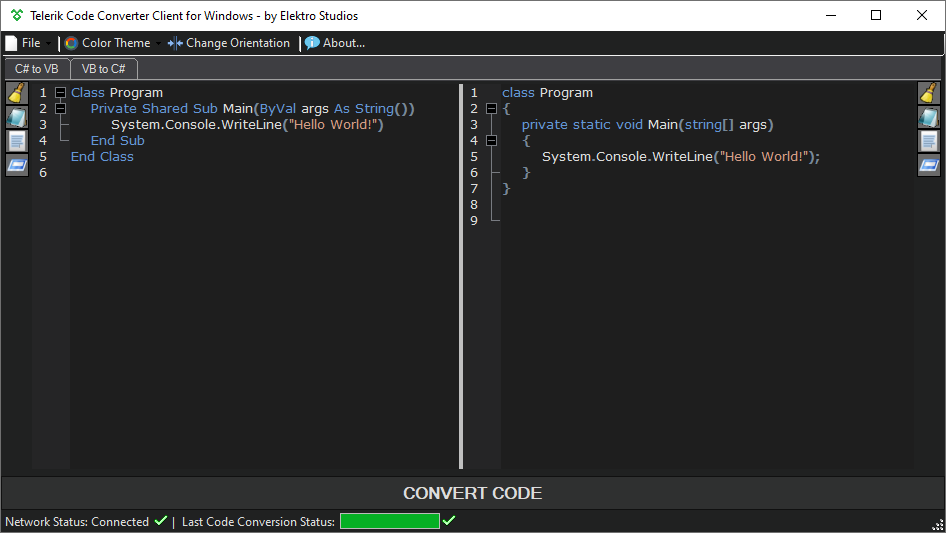 Telerik Code Converter Client for Windows - by Elektro Studios
File | Color Theme Change Orientation | About...
C# to VB VB to C#
1 Class Program
2 Private Shared Sub Main(ByVal args As String())
3 System.Console.WriteLine("Hello World!")
4 End Sub
5 End Class
6
1 class Program
2 {
3 private static void Main(string[] args)
4 {
5 System.Console.WriteLine("Hello World!");
6 }
7 }
8
9
CONVERT CODE
Network Status: Connected | Last Code Conversion Status: